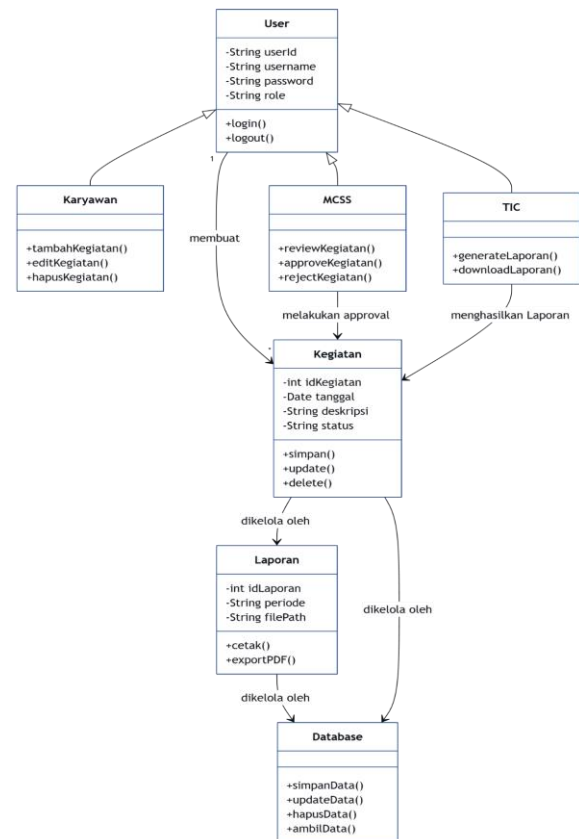 User
-String userId
-String username
-String password
-String role
+login()
+logout()
1
Karyawan
+tambahKegiatan()
+editKegiatan()
+hapusKegiatan()
membuat
MCSS
+reviewKegiatan()
+approveKegiatan()
+rejectKegiatan()
TIC
+generateLaporan()
+downloadLaporan()
melakukan approval
menghasilkan Laporan
*
Kegiatan
-int idKegiatan
-Date tanggal
-String deskripsi
-String status
+simpan()
+update()
+delete()
dikelola oleh
Laporan
-int idLaporan
-String periode
-String filePath
+cetak()
+exportPDF()
dikelola oleh
dikelola oleh
Database
+simpanData()
+updateData()
+hapusData()
+ambilData()